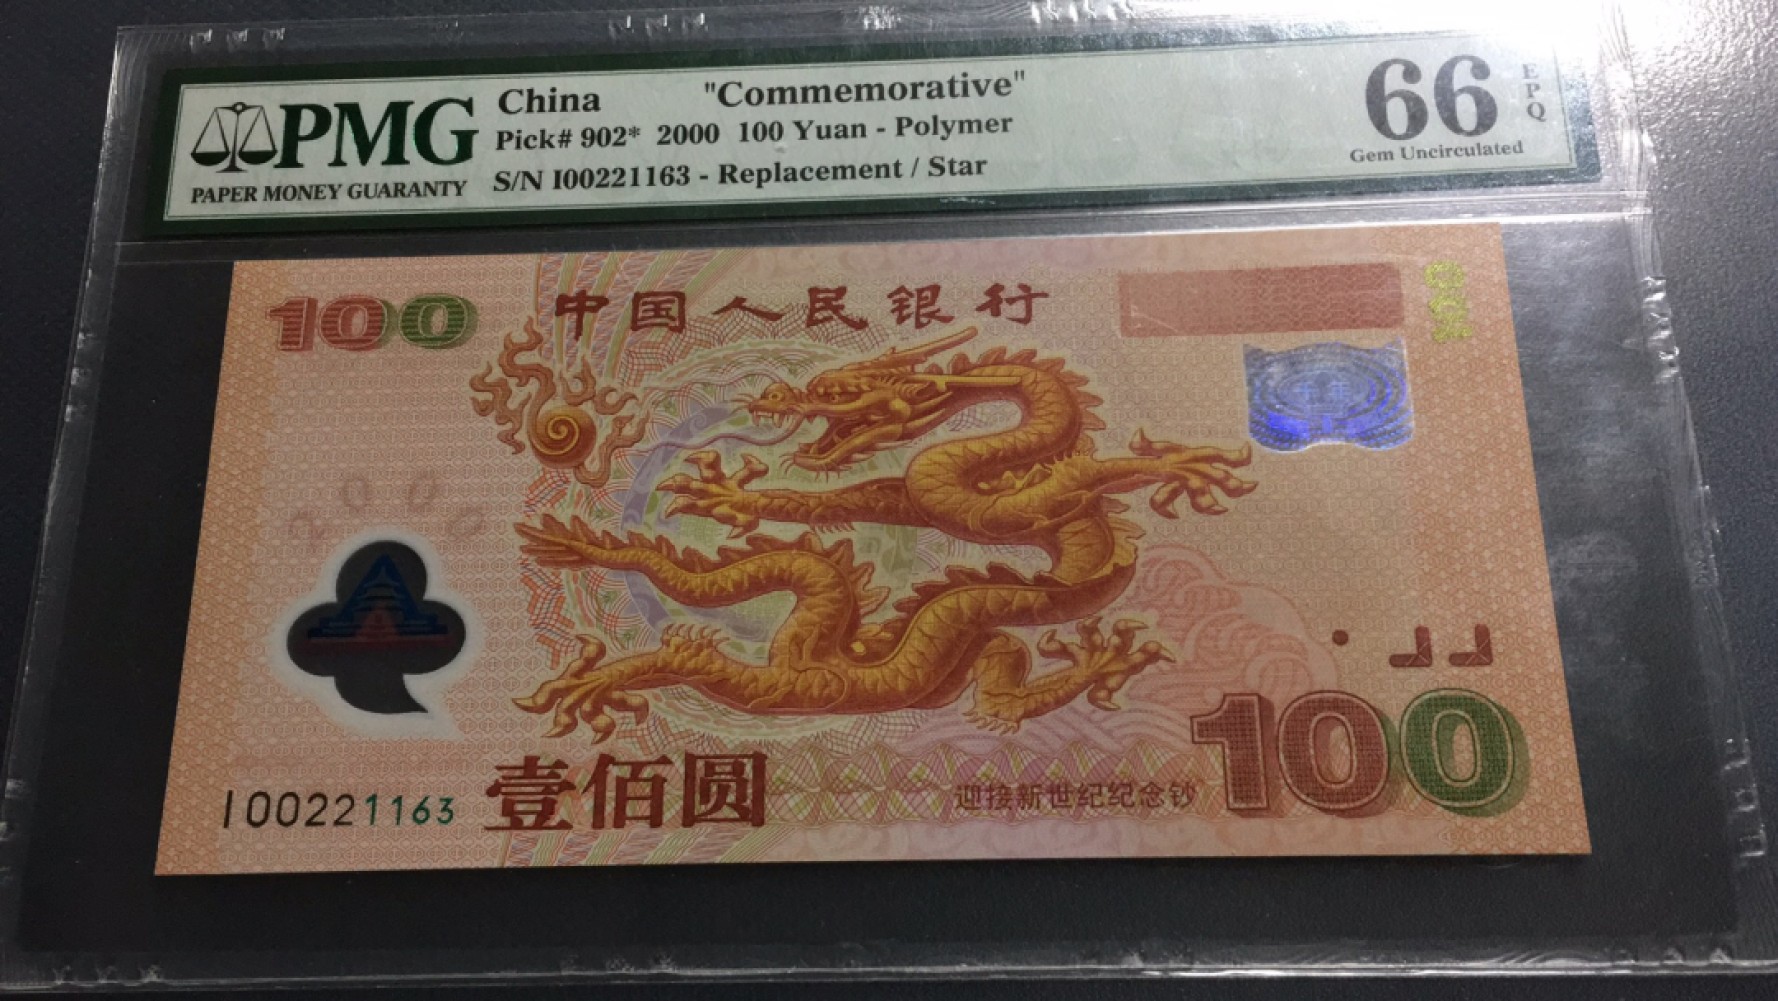 PMG
PAPER MONEY GUARANTY
China "Commemorative"
Pick# 902* 2000 100 Yuan - Polymer
S/N I00221163 - Replacement / Star
66
EPQ
Gem Uncirculated
100
中国人民银行
100
2000
I00221163
壹佰圆
迎接新世纪纪念钞
100